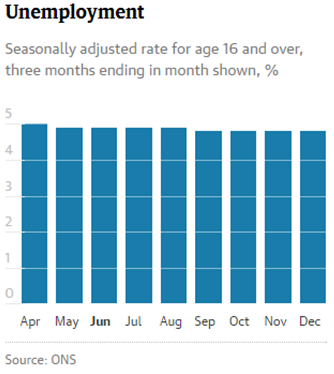 Unemployment
Seasonally adjusted rate for age 16 and over,
three months ending in month shown, %
5
4
3
2
1
0
Apr May Jun Jul Aug Sep Oct Nov Dec
Source: ONS